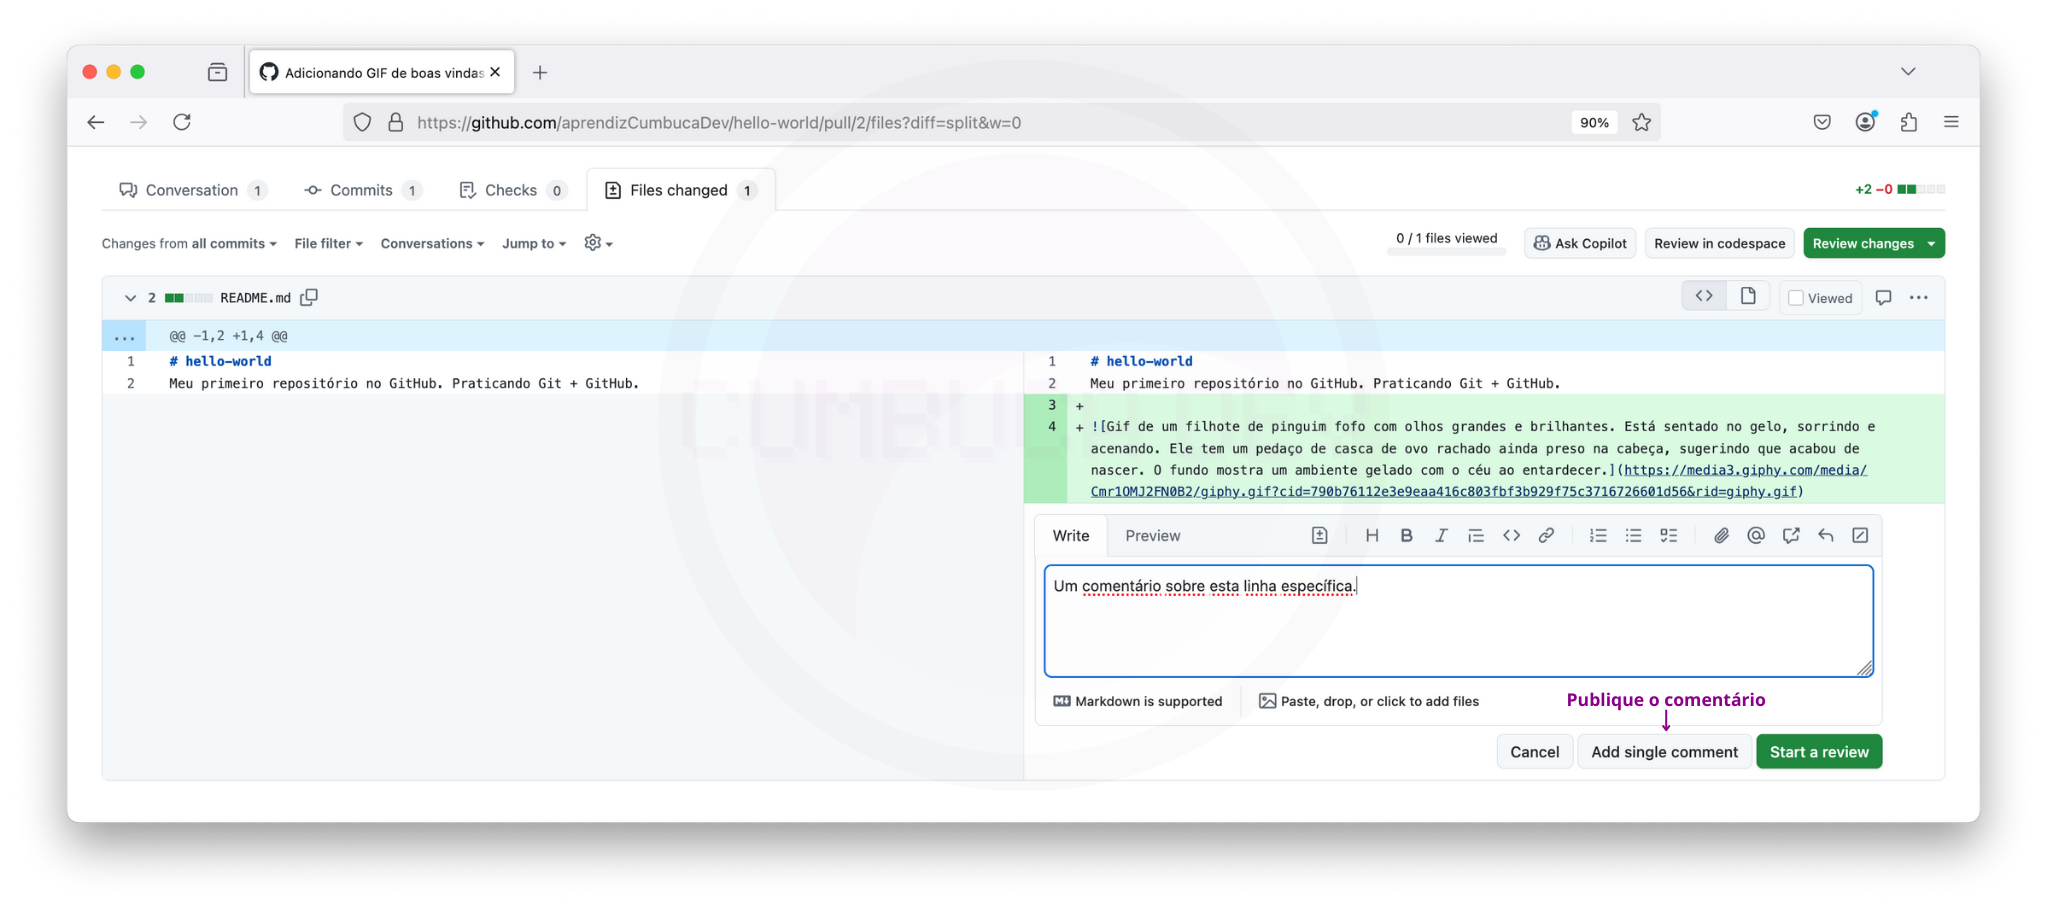 Adicionando GIF de boas vindas
https://github.com/aprendizCumbucaDev/hello-world/pull/2/files?diff=split&w=0
90%
Conversation 1
Commits 1
Checks 0
Files changed 1
+2 −0
Changes from all commits
File filter
Conversations
Jump to
0 / 1 files viewed
Ask Copilot
Review in codespace
Review changes
2 README.md
Viewed
... @@ -1,2 +1,4 @@
1 # hello-world
2 Meu primeiro repositório no GitHub. Praticando Git + GitHub.
1 # hello-world
2 Meu primeiro repositório no GitHub. Praticando Git + GitHub.
3 +
4 + ![Gif de um filhote de pinguim fofo com olhos grandes e brilhantes. Está sentado no gelo, sorrindo e
acenando. Ele tem um pedaço de casca de ovo rachado ainda preso na cabeça, sugerindo que acabou de
nascer. O fundo mostra um ambiente gelado com o céu ao entardecer.](https://media3.giphy.com/media/
Cmr1OMJ2FN0B2/giphy.gif?cid=790b76112e3e9eaa416c803fbf3b929f75c3716726601d56&rid=giphy.gif)
Write
Preview
Um comentário sobre esta linha específica.
Markdown is supported
Paste, drop, or click to add files
Publique o comentário
Cancel
Add single comment
Start a review